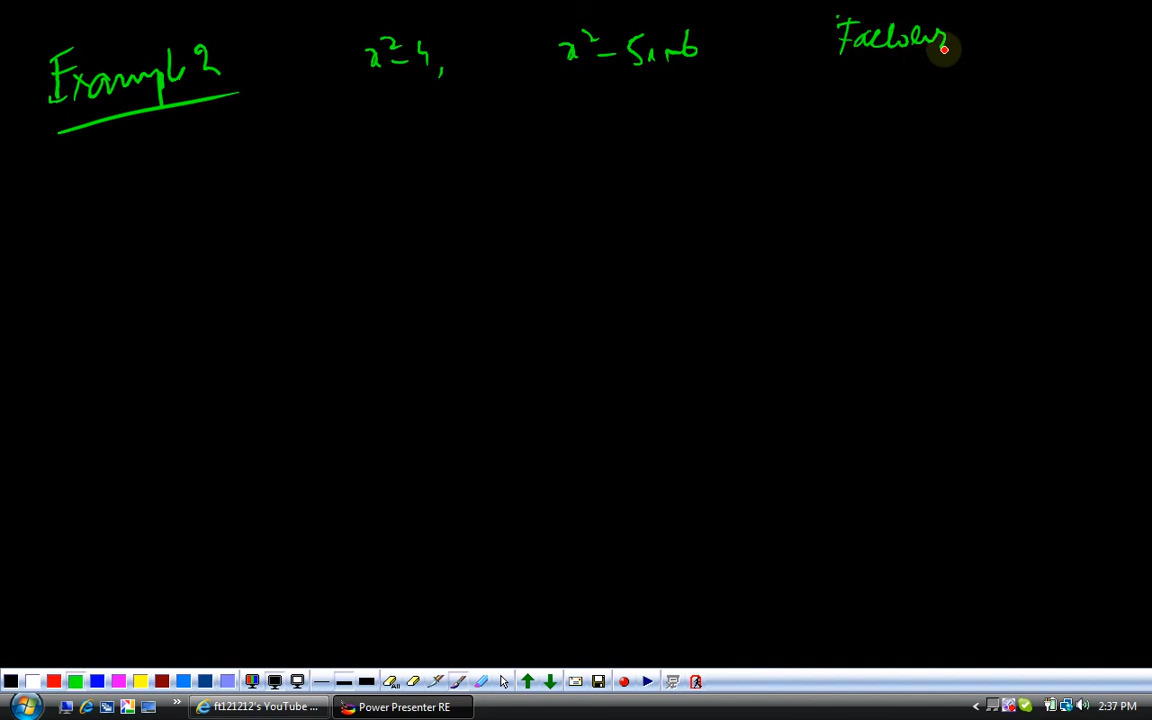 Example 2 x² - 4, x² - 5x + 6 Factors
ft121212's YouTube ... Power Presenter RE 2:37 PM